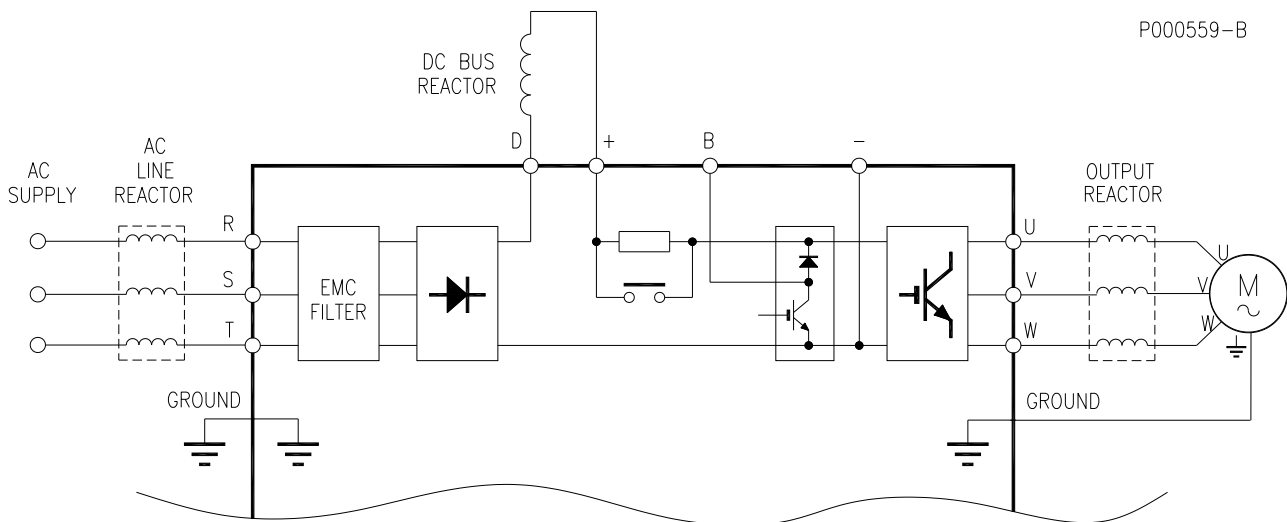 P000559-B
DC BUS
REACTOR
D
+
B
-
AC
SUPPLY
AC
LINE
REACTOR
OUTPUT
REACTOR
R
S
T
EMC
FILTER
U
V
W
U
V
W
M
~
GROUND
GROUND